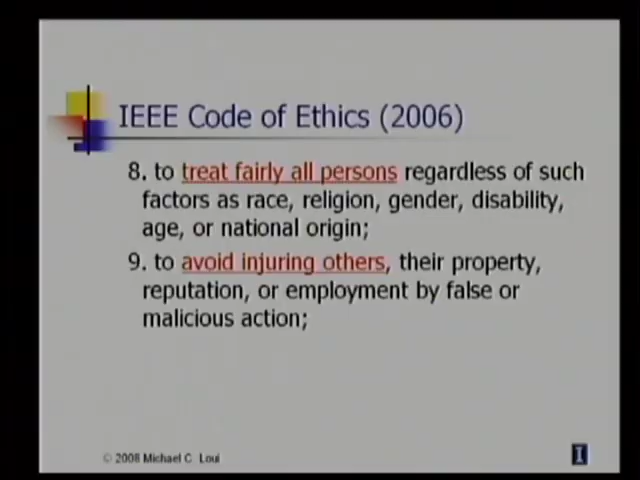 IEEE Code of Ethics (2006)
8. to treat fairly all persons regardless of such
factors as race, religion, gender, disability,
age, or national origin;
9. to avoid injuring others, their property,
reputation, or employment by false or
malicious action;
© 2008 Michael C. Loui
I